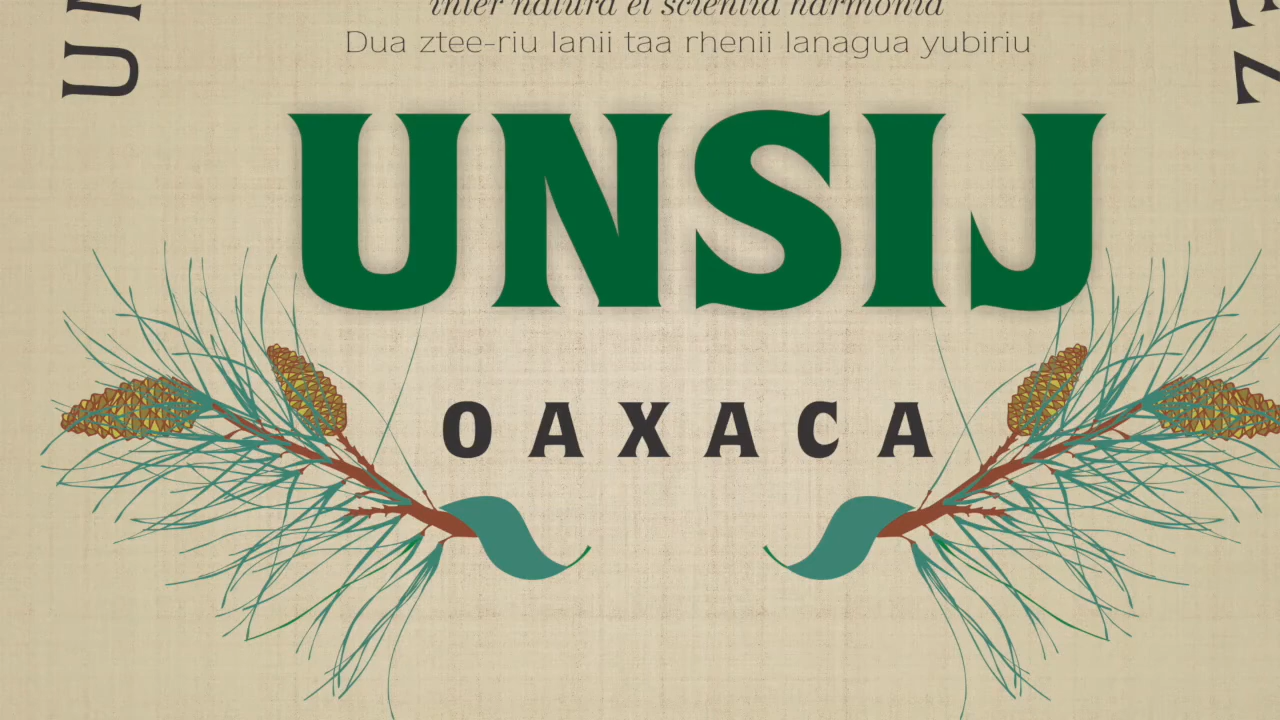 inter natura et scientia harmonia
Dua ztee-riu lanii taa rhenii lanagua yubiriu
UNSIJ
OAXACA